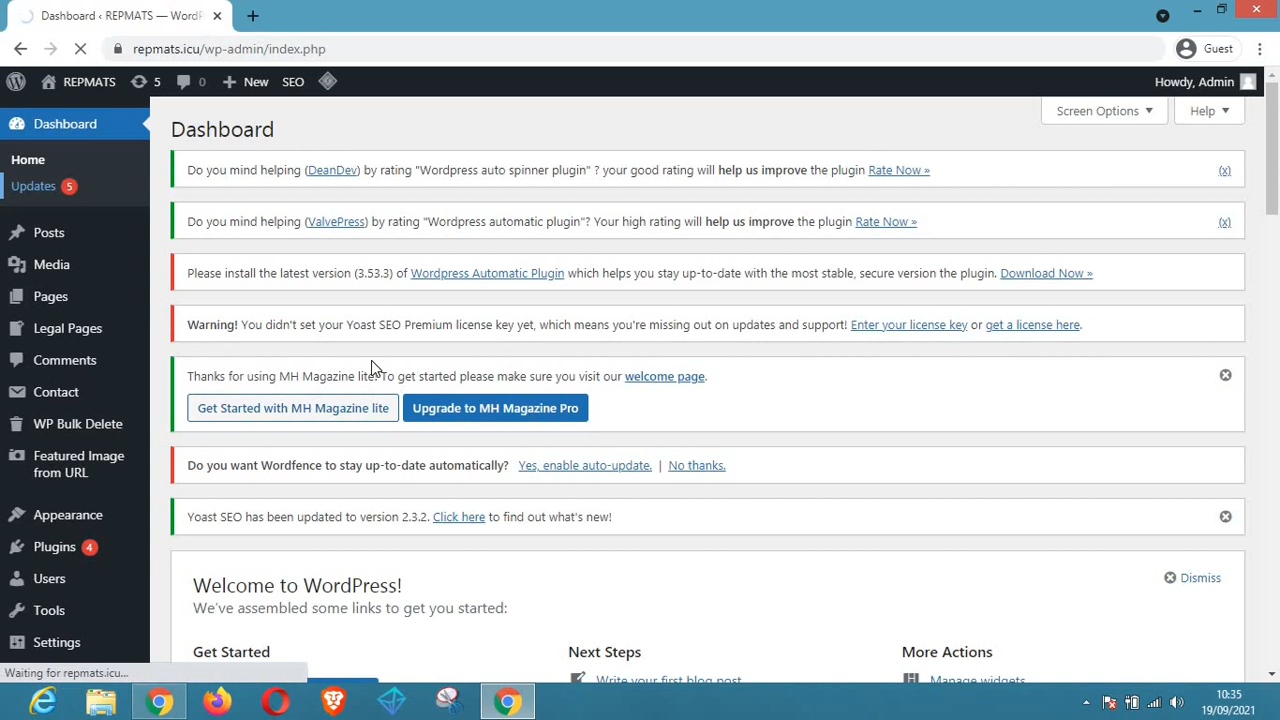 Dashboard ‹ REPMATS — WordP
repmats.icu/wp-admin/index.php
Guest
REPMATS
5
0
New
SEO
Howdy, Admin
Dashboard
Home
Updates 5
Posts
Media
Pages
Legal Pages
Comments
Contact
WP Bulk Delete
Featured Image
from URL
Appearance
Plugins 4
Users
Tools
Settings
Waiting for repmats.icu...
Screen Options
Help
Dashboard
Do you mind helping (DeanDev) by rating "Wordpress auto spinner plugin" ? your good rating will help us improve the plugin Rate Now » (x)
Do you mind helping (ValvePress) by rating "Wordpress automatic plugin"? Your high rating will help us improve the plugin Rate Now » (x)
Please install the latest version (3.53.3) of Wordpress Automatic Plugin which helps you stay up-to-date with the most stable, secure version the plugin. Download Now »
Warning! You didn't set your Yoast SEO Premium license key yet, which means you're missing out on updates and support! Enter your license key or get a license here.
Thanks for using MH Magazine lite! To get started please make sure you visit our welcome page.
Get Started with MH Magazine lite
Upgrade to MH Magazine Pro
Do you want Wordfence to stay up-to-date automatically? Yes, enable auto-update. | No thanks.
Yoast SEO has been updated to version 2.3.2. Click here to find out what's new!
Welcome to WordPress!
Dismiss
We've assembled some links to get you started:
Get Started
Next Steps
More Actions
Write your first blog post
Manage widgets
10:35
19/09/2021